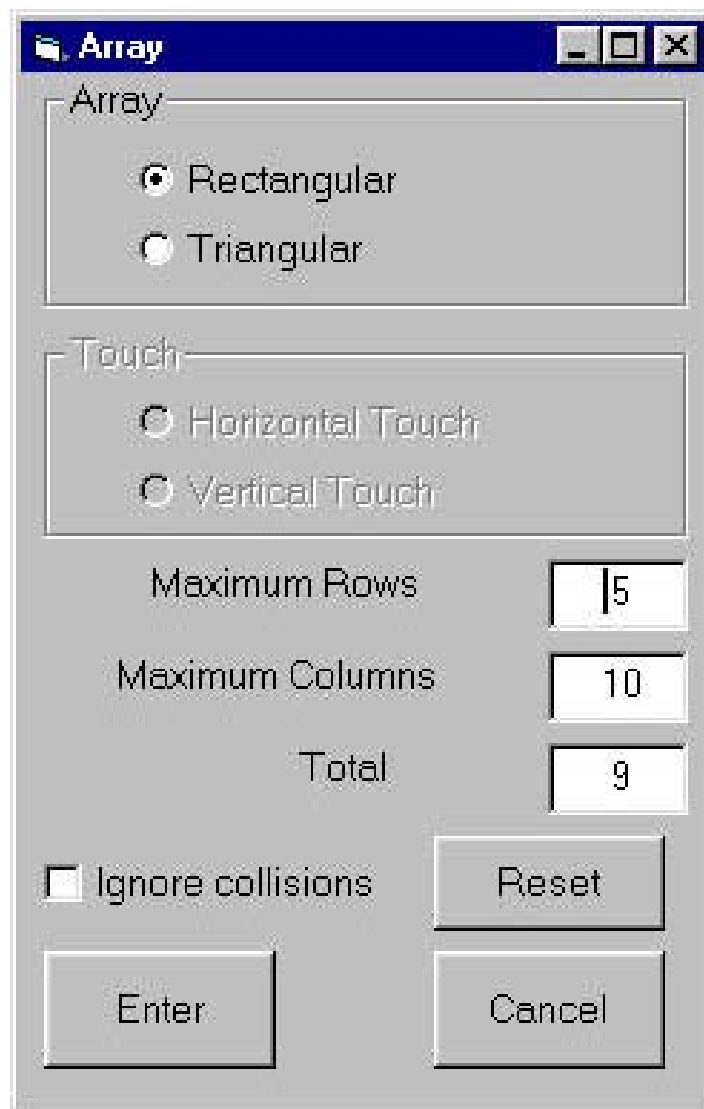 Array
Array
Rectangular
Triangular
Touch
Horizontal Touch
Vertical Touch
Maximum Rows 5
Maximum Columns 10
Total 9
Ignore collisions Reset
Enter Cancel